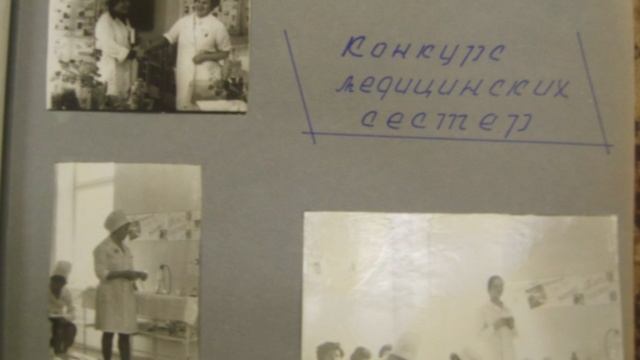 Конкурс
медицинских
сестер